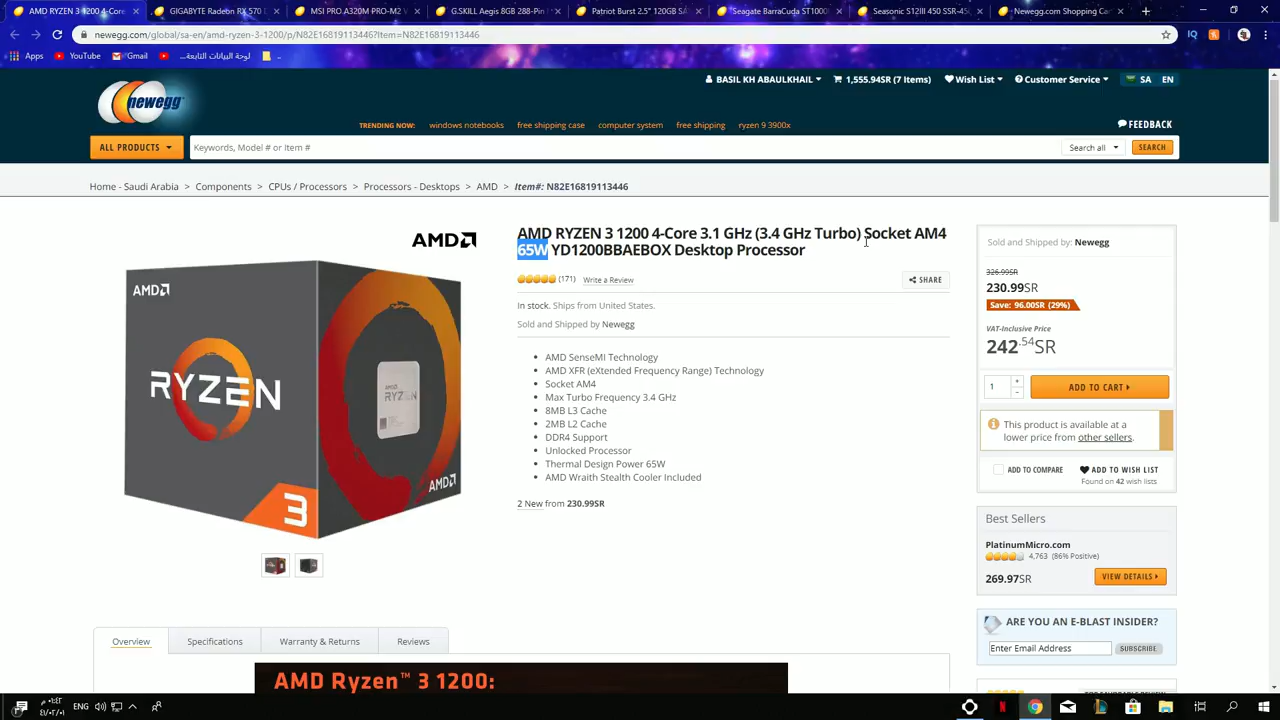 AMD RYZEN 3 1200 4-Core
GIGABYTE Radeon RX 570
MSI PRO A320M PRO-M2 V
G.SKILL Aegis 8GB 288-Pin
Patriot Burst 2.5" 120GB SA
Seagate BarraCuda ST1000
Seasonic S12III 450 SSR-45
Newegg.com Shopping Ca
newegg.com/global/sa-en/amd-ryzen-3-1200/p/N82E16819113446?Item=N82E16819113446
Apps YouTube Gmail لوحة البيانات التابعة...
newegg
BASIL KH ABAULKHAIL 1,555.94SR (7 Items) Wish List Customer Service SA EN
TRENDING NOW: windows notebooks free shipping case computer system free shipping ryzen 9 3900x
FEEDBACK
ALL PRODUCTS Keywords, Model # or Item # Search all SEARCH
Home - Saudi Arabia > Components > CPUs / Processors > Processors - Desktops > AMD > Item#: N82E16819113446
AMD
AMD RYZEN 3 1200 4-Core 3.1 GHz (3.4 GHz Turbo) Socket AM4
65W YD1200BBAEBOX Desktop Processor
(171) Write a Review
SHARE
In stock. Ships from United States.
Sold and Shipped by Newegg
AMD SenseMI Technology
AMD XFR (eXtended Frequency Range) Technology
Socket AM4
Max Turbo Frequency 3.4 GHz
8MB L3 Cache
2MB L2 Cache
DDR4 Support
Unlocked Processor
Thermal Design Power 65W
AMD Wraith Stealth Cooler Included
2 New from 230.99SR
AMD
RYZEN
3
AMD
RYZEN
AMD
Sold and Shipped by: Newegg
326.99SR
230.99SR
Save: 96.00SR (29%)
VAT-Inclusive Price
242.54SR
1
+
-
ADD TO CART
This product is available at a
lower price from other sellers.
ADD TO COMPARE
ADD TO WISH LIST
Found on 42 wish lists
Best Sellers
PlatinumMicro.com
4,763 (86% Positive)
269.97SR
VIEW DETAILS
ARE YOU AN E-BLAST INSIDER?
Enter Email Address
SUBSCRIBE
Overview Specifications Warranty & Returns Reviews
AMD Ryzen™ 3 1200:
ENG